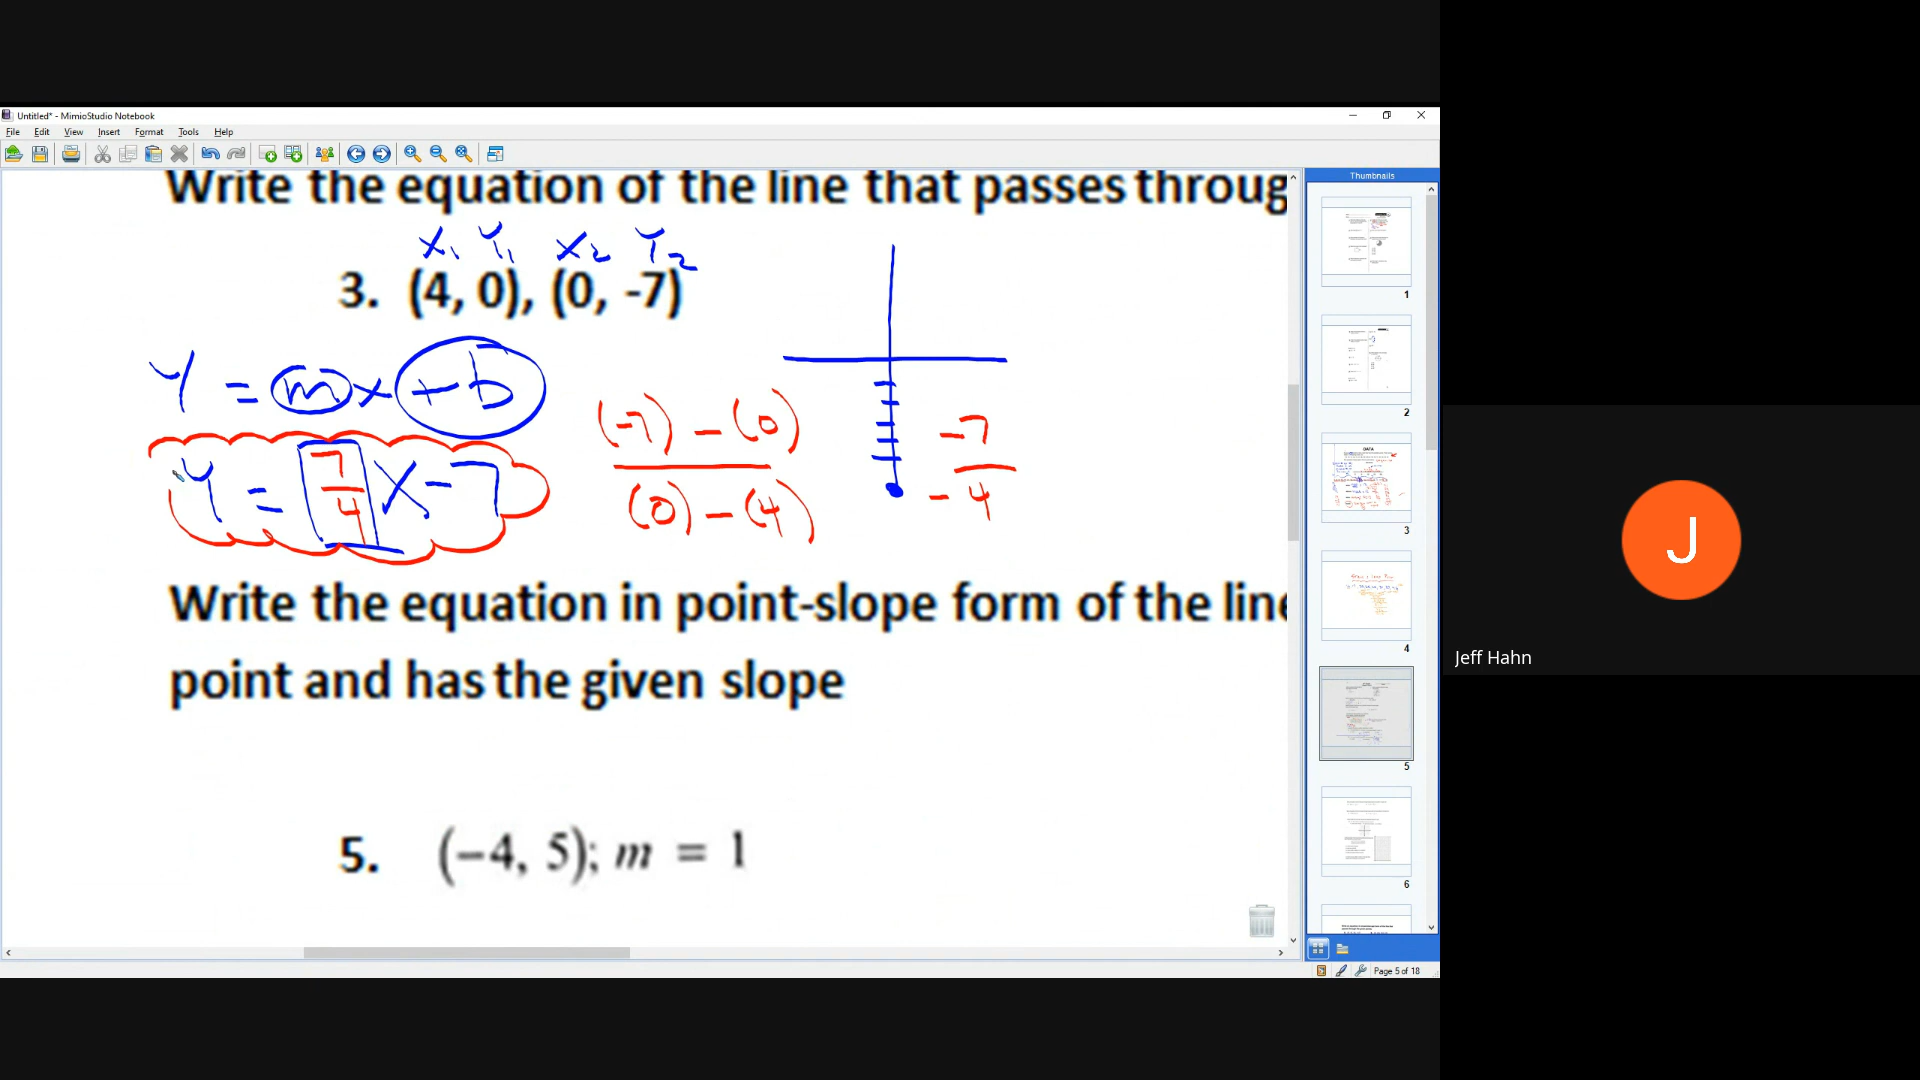 Untitled* - MimioStudio Notebook
File Edit View Insert Format Tools Help
Thumbnails
Write the equation of the line that passes throug
X1 Y1 X2 Y2
3. (4, 0), (0, -7)
Y = mx + b
(-7) - (0)
(0) - (4)
-7
-4
Y = 7/4 X - 7
Write the equation in point-slope form of the line
point and has the given slope
5. (−4, 5); m = 1
1
2
DATA
3
4
5
6
Page 5 of 18
J
Jeff Hahn